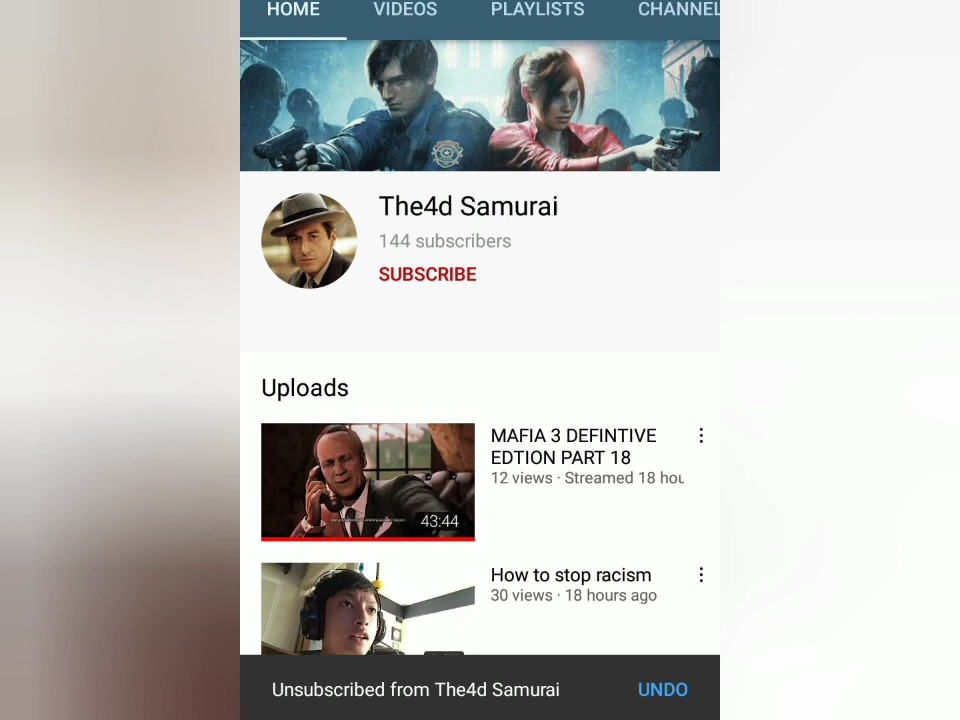 HOME VIDEOS PLAYLISTS CHANNEL
The4d Samurai
144 subscribers
SUBSCRIBE
Uploads
MAFIA 3 DEFINTIVE
EDTION PART 18
12 views · Streamed 18 hou
43:44
How to stop racism
30 views · 18 hours ago
Unsubscribed from The4d Samurai UNDO